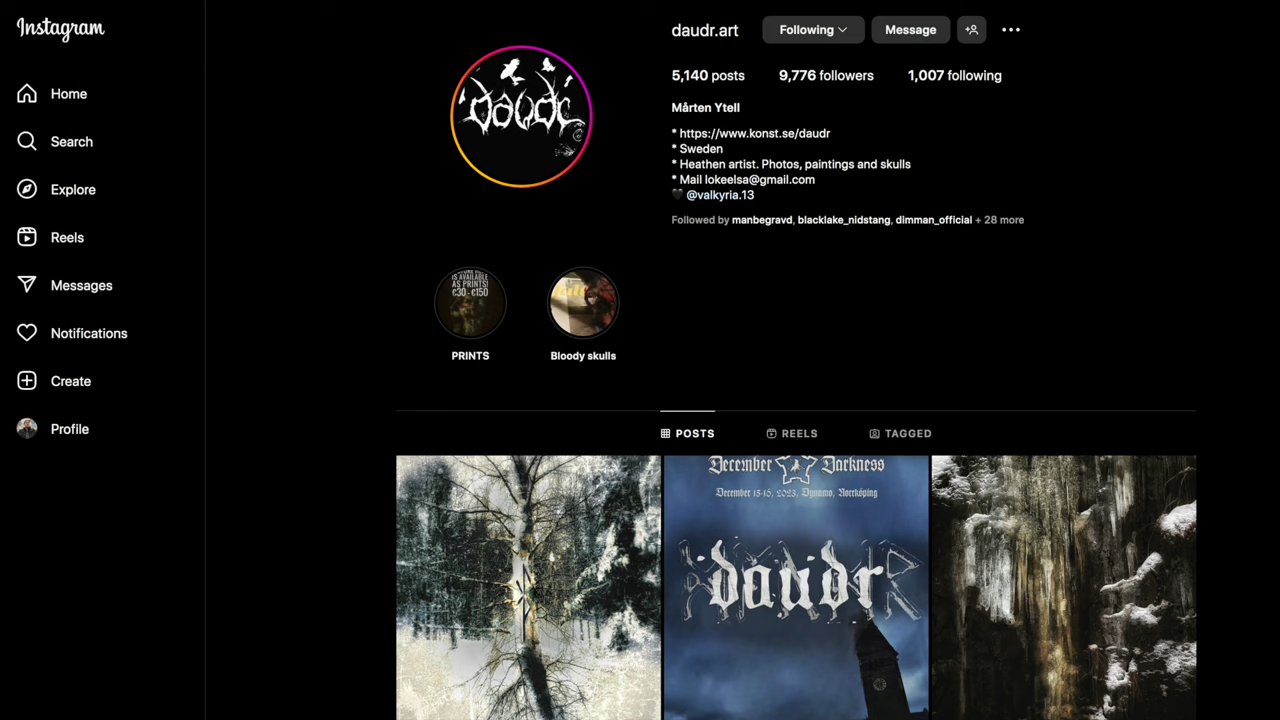 Instagram
Home
Search
Explore
Reels
Messages
Notifications
Create
Profile
daudr
daudr.art
Following
Message
5,140 posts 9,776 followers 1,007 following
Mårten Ytell
* https://www.konst.se/daudr
* Sweden
* Heathen artist. Photos, paintings and skulls
* Mail lokeelsa@gmail.com
🖤 @valkyria.13
Followed by manbegravd, blacklake_nidstang, dimman_official + 28 more
IS AVAILABLE
AS PRINTS!
€30 - €150
PRINTS
Bloody skulls
POSTS
REELS
TAGGED
December Darkness
December 15-16, 2023, Dynamo, Norrköping
daudr